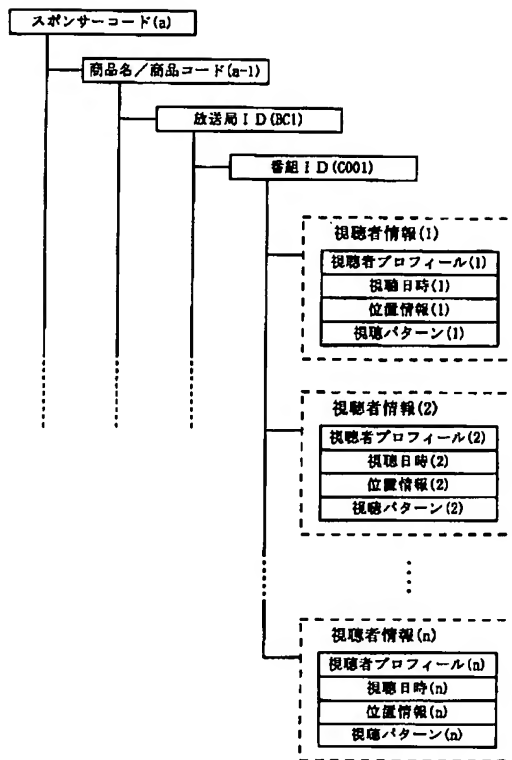 スポンサーコード(a)
商品名／商品コード(a-1)
放送局ＩＤ(BC1)
番組ＩＤ(C001)
視聴者情報(1)
視聴者プロフィール(1)
視聴日時(1)
位置情報(1)
視聴パターン(1)
視聴者情報(2)
視聴者プロフィール(2)
視聴日時(2)
位置情報(2)
視聴パターン(2)
視聴者情報(n)
視聴者プロフィール(n)
視聴日時(n)
位置情報(n)
視聴パターン(n)